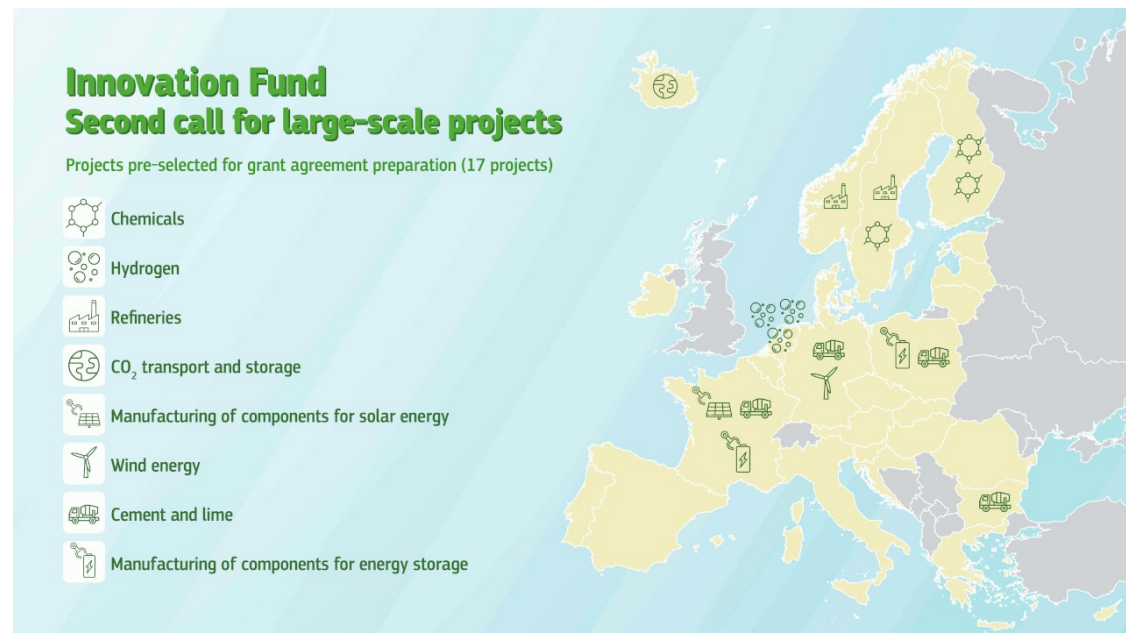 Innovation Fund
Second call for large-scale projects
Projects pre-selected for grant agreement preparation (17 projects)
Chemicals
Hydrogen
Refineries
CO₂ transport and storage
Manufacturing of components for solar energy
Wind energy
Cement and lime
Manufacturing of components for energy storage